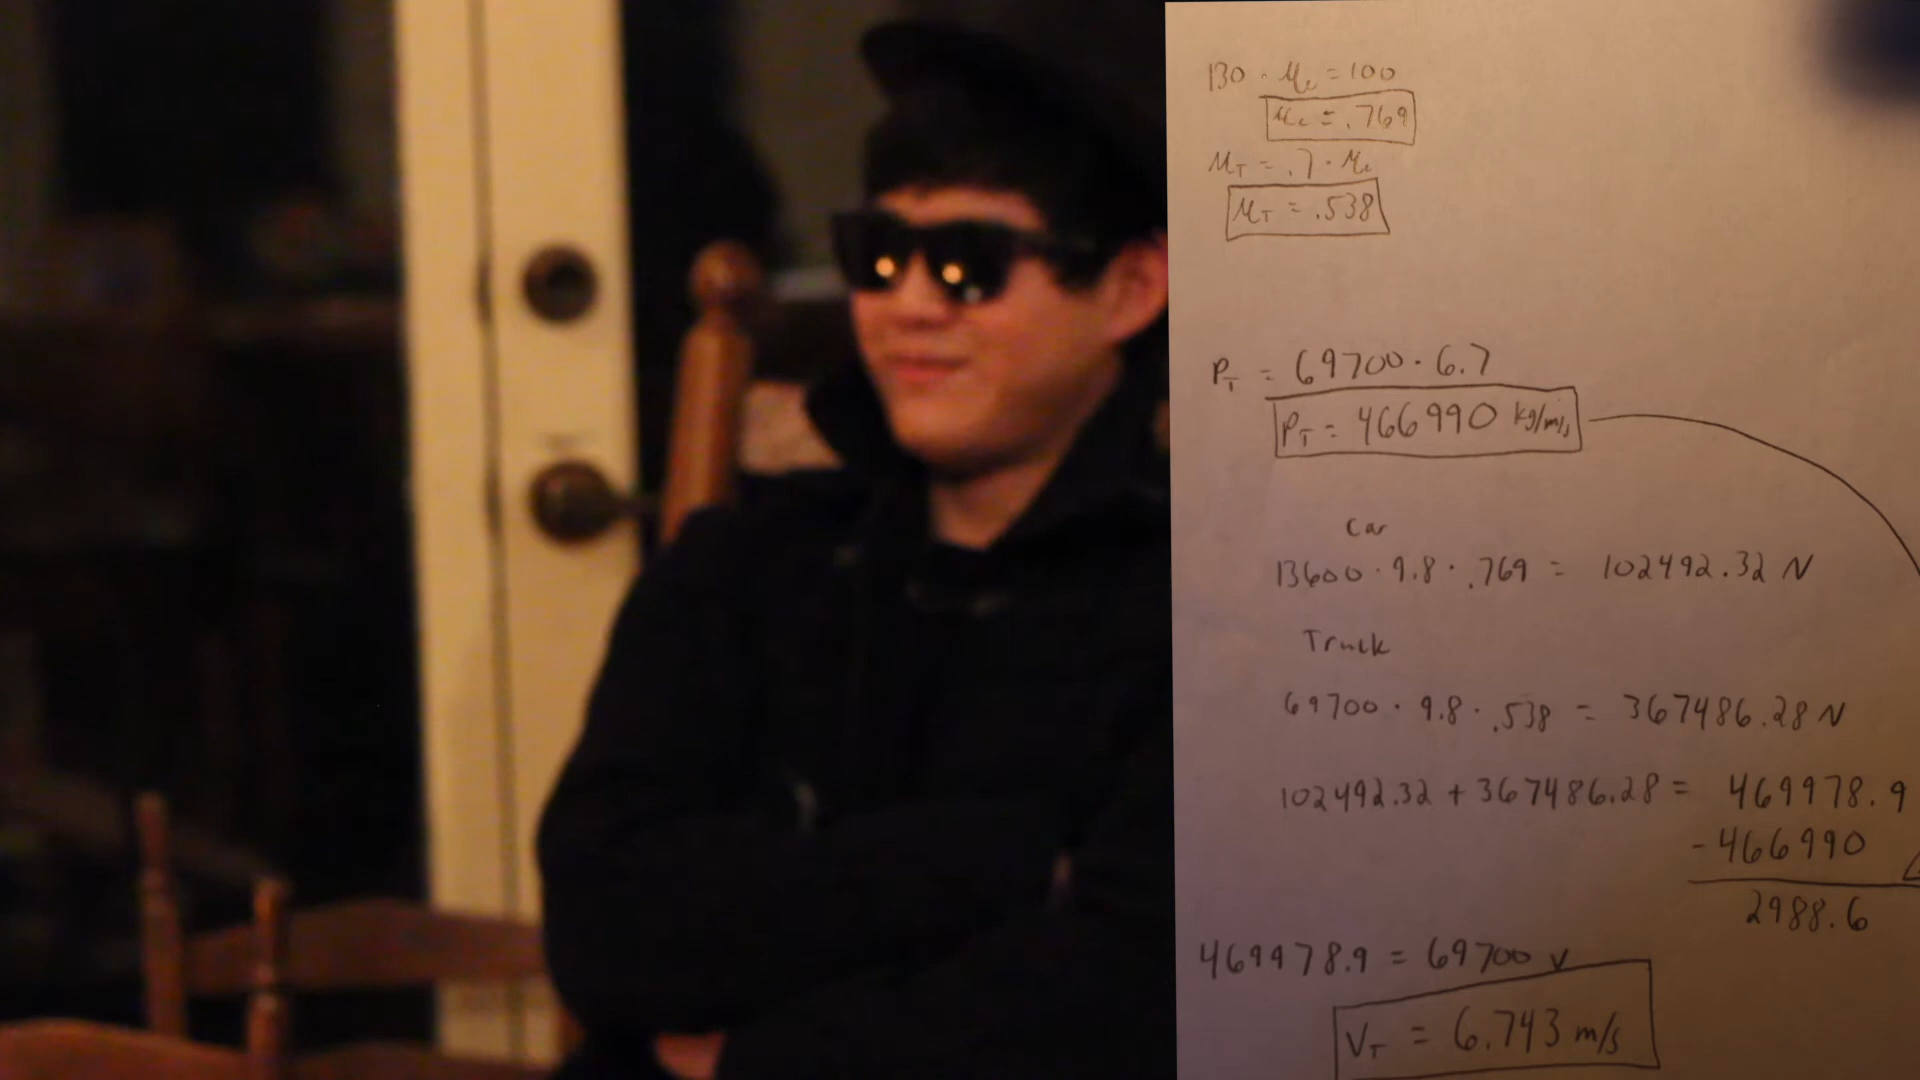 130 · μc = 100
μc = .769
μT = .7 · μc
μT = .538
PT = 69700 · 6.7
PT = 466990 kg/m/s
Car
13600 · 9.8 · .769 = 102492.32 N
Truck
69700 · 9.8 · .538 = 367486.28 N
102492.32 + 367486.28 = 469978.9
- 466990
2988.6
469978.9 = 69700 v
VT = 6.743 m/s